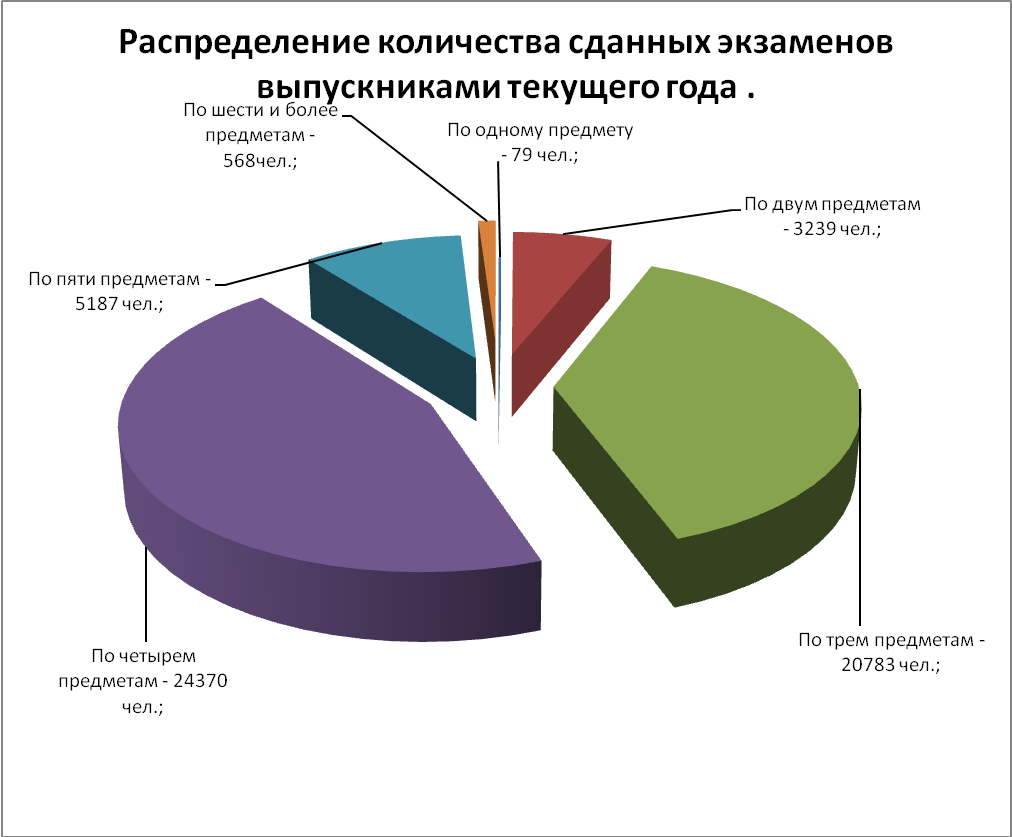 Распределение количества сданных экзаменов
выпускниками текущего года .
По шести и более
предметам -
568чел.;
По одному предмету
- 79 чел.;
По двум предметам
- 3239 чел.;
По пяти предметам -
5187 чел.;
По трем предметам -
20783 чел.;
По четырем
предметам - 24370
чел.;